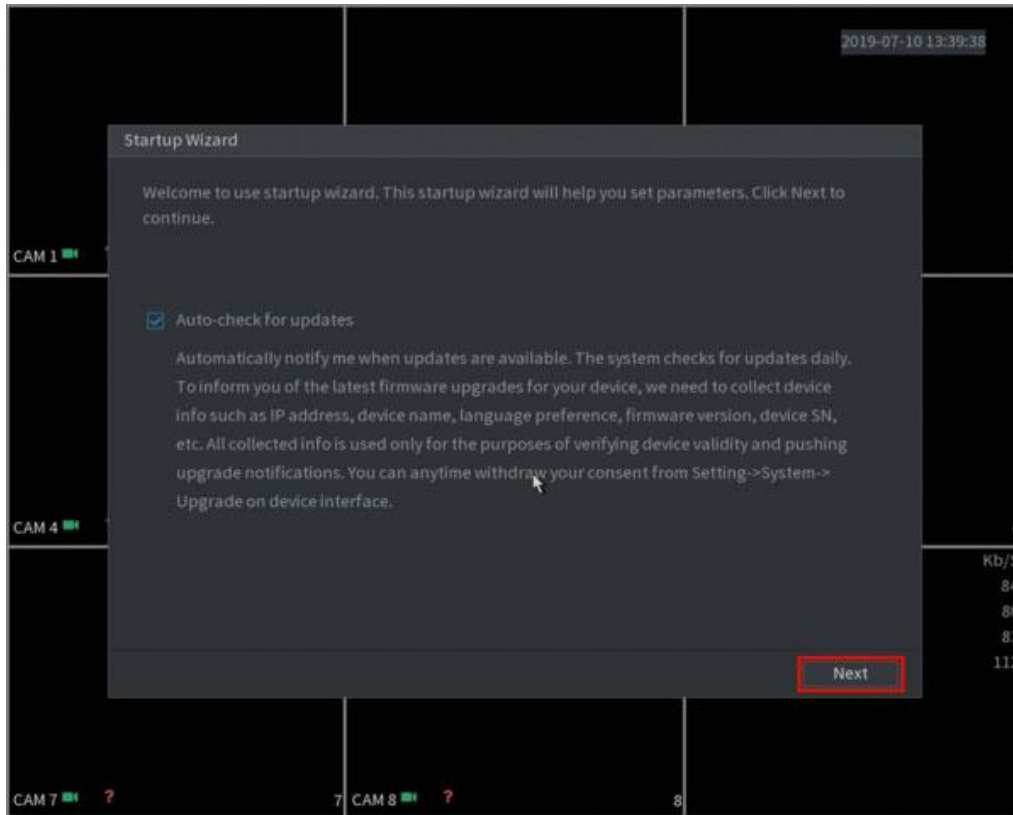 2019-07-10 13:39:38
Startup Wizard
Welcome to use startup wizard. This startup wizard will help you set parameters. Click Next to
continue.
CAM 1
Auto-check for updates
Automatically notify me when updates are available. The system checks for updates daily.
To inform you of the latest firmware upgrades for your device, we need to collect device
info such as IP address, device name, language preference, firmware version, device SN,
etc. All collected info is used only for the purposes of verifying device validity and pushing
upgrade notifications. You can anytime withdraw your consent from Setting->System->
Upgrade on device interface.
CAM 4
Next
CAM 7 ? 7 CAM 8 ? 8